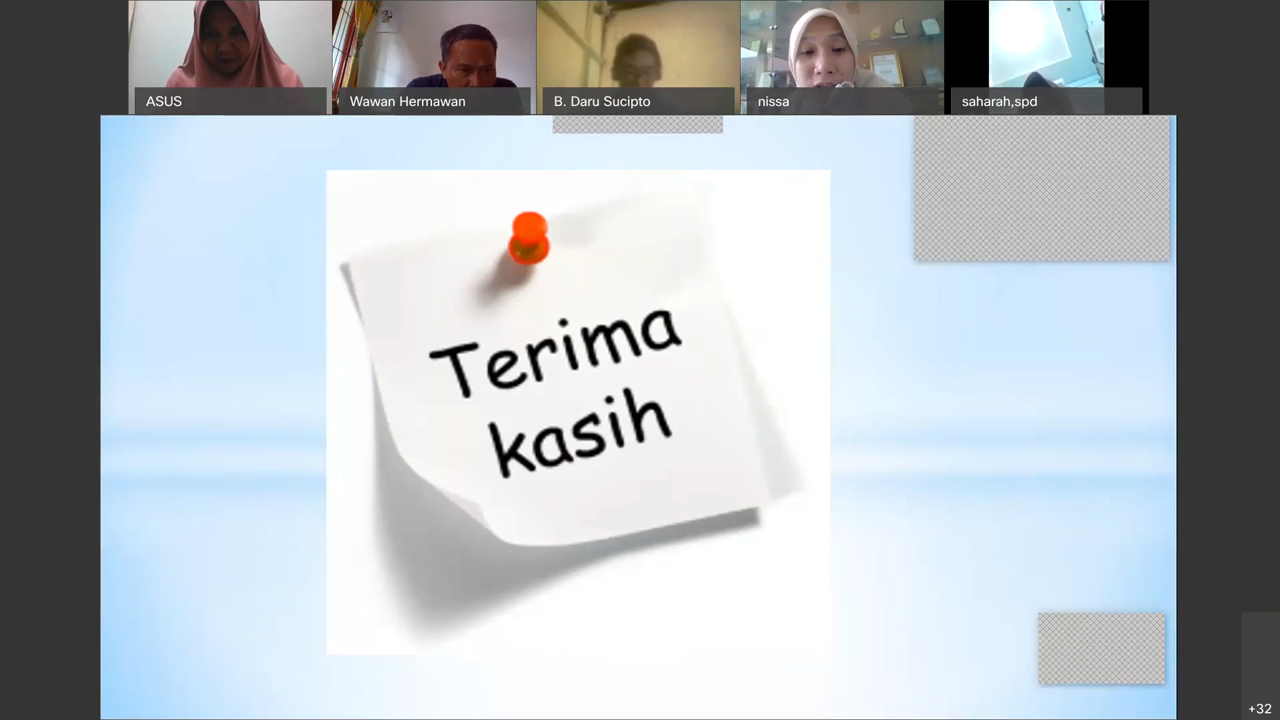 ASUS
Wawan Hermawan
B. Daru Sucipto
nissa
saharah,spd
Terima
kasih
+32